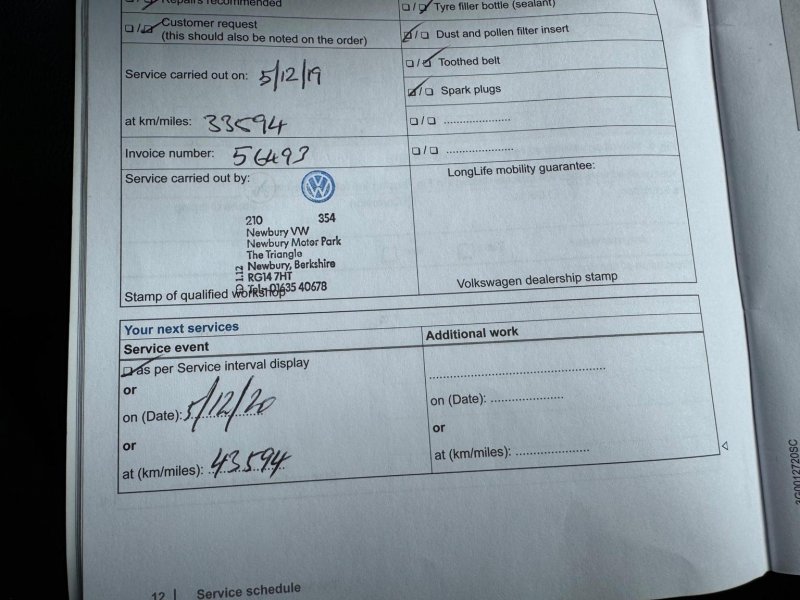 Repairs recommended
Tyre filler bottle (sealant)
Customer request
(this should also be noted on the order)
Dust and pollen filter insert
Toothed belt
Service carried out on: 5/12/19
Spark plugs
at km/miles: 33594
....................
Invoice number: 56493
....................
Service carried out by:
LongLife mobility guarantee:
210 354
Newbury VW
Newbury Motor Park
The Triangle
Newbury, Berkshire
RG14 7HT
Tel: 01635 40678
Stamp of qualified workshop
Volkswagen dealership stamp
Your next services
Service event
Additional work
as per Service interval display
or
on (Date): 5/12/20
or
at (km/miles): 43594
..................................................
on (Date): ....................
or
at (km/miles): ....................
3G0012720SC
12 | Service schedule